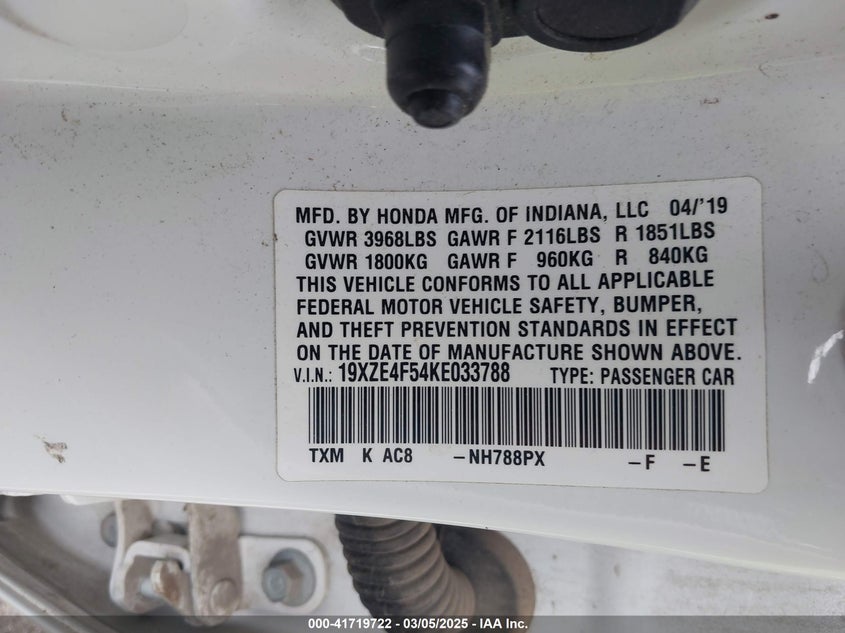 MFD. BY HONDA MFG. OF INDIANA, LLC 04/'19
GVWR 3968LBS GAWR F 2116LBS R 1851LBS
GVWR 1800KG GAWR F 960KG R 840KG
THIS VEHICLE CONFORMS TO ALL APPLICABLE
FEDERAL MOTOR VEHICLE SAFETY, BUMPER,
AND THEFT PREVENTION STANDARDS IN EFFECT
ON THE DATE OF MANUFACTURE SHOWN ABOVE.
V.I.N.: 19XZE4F54KE033788 TYPE: PASSENGER CAR
TXM K AC8 -NH788PX -F -E
000-41719722 - 03/05/2025 - IAA Inc.